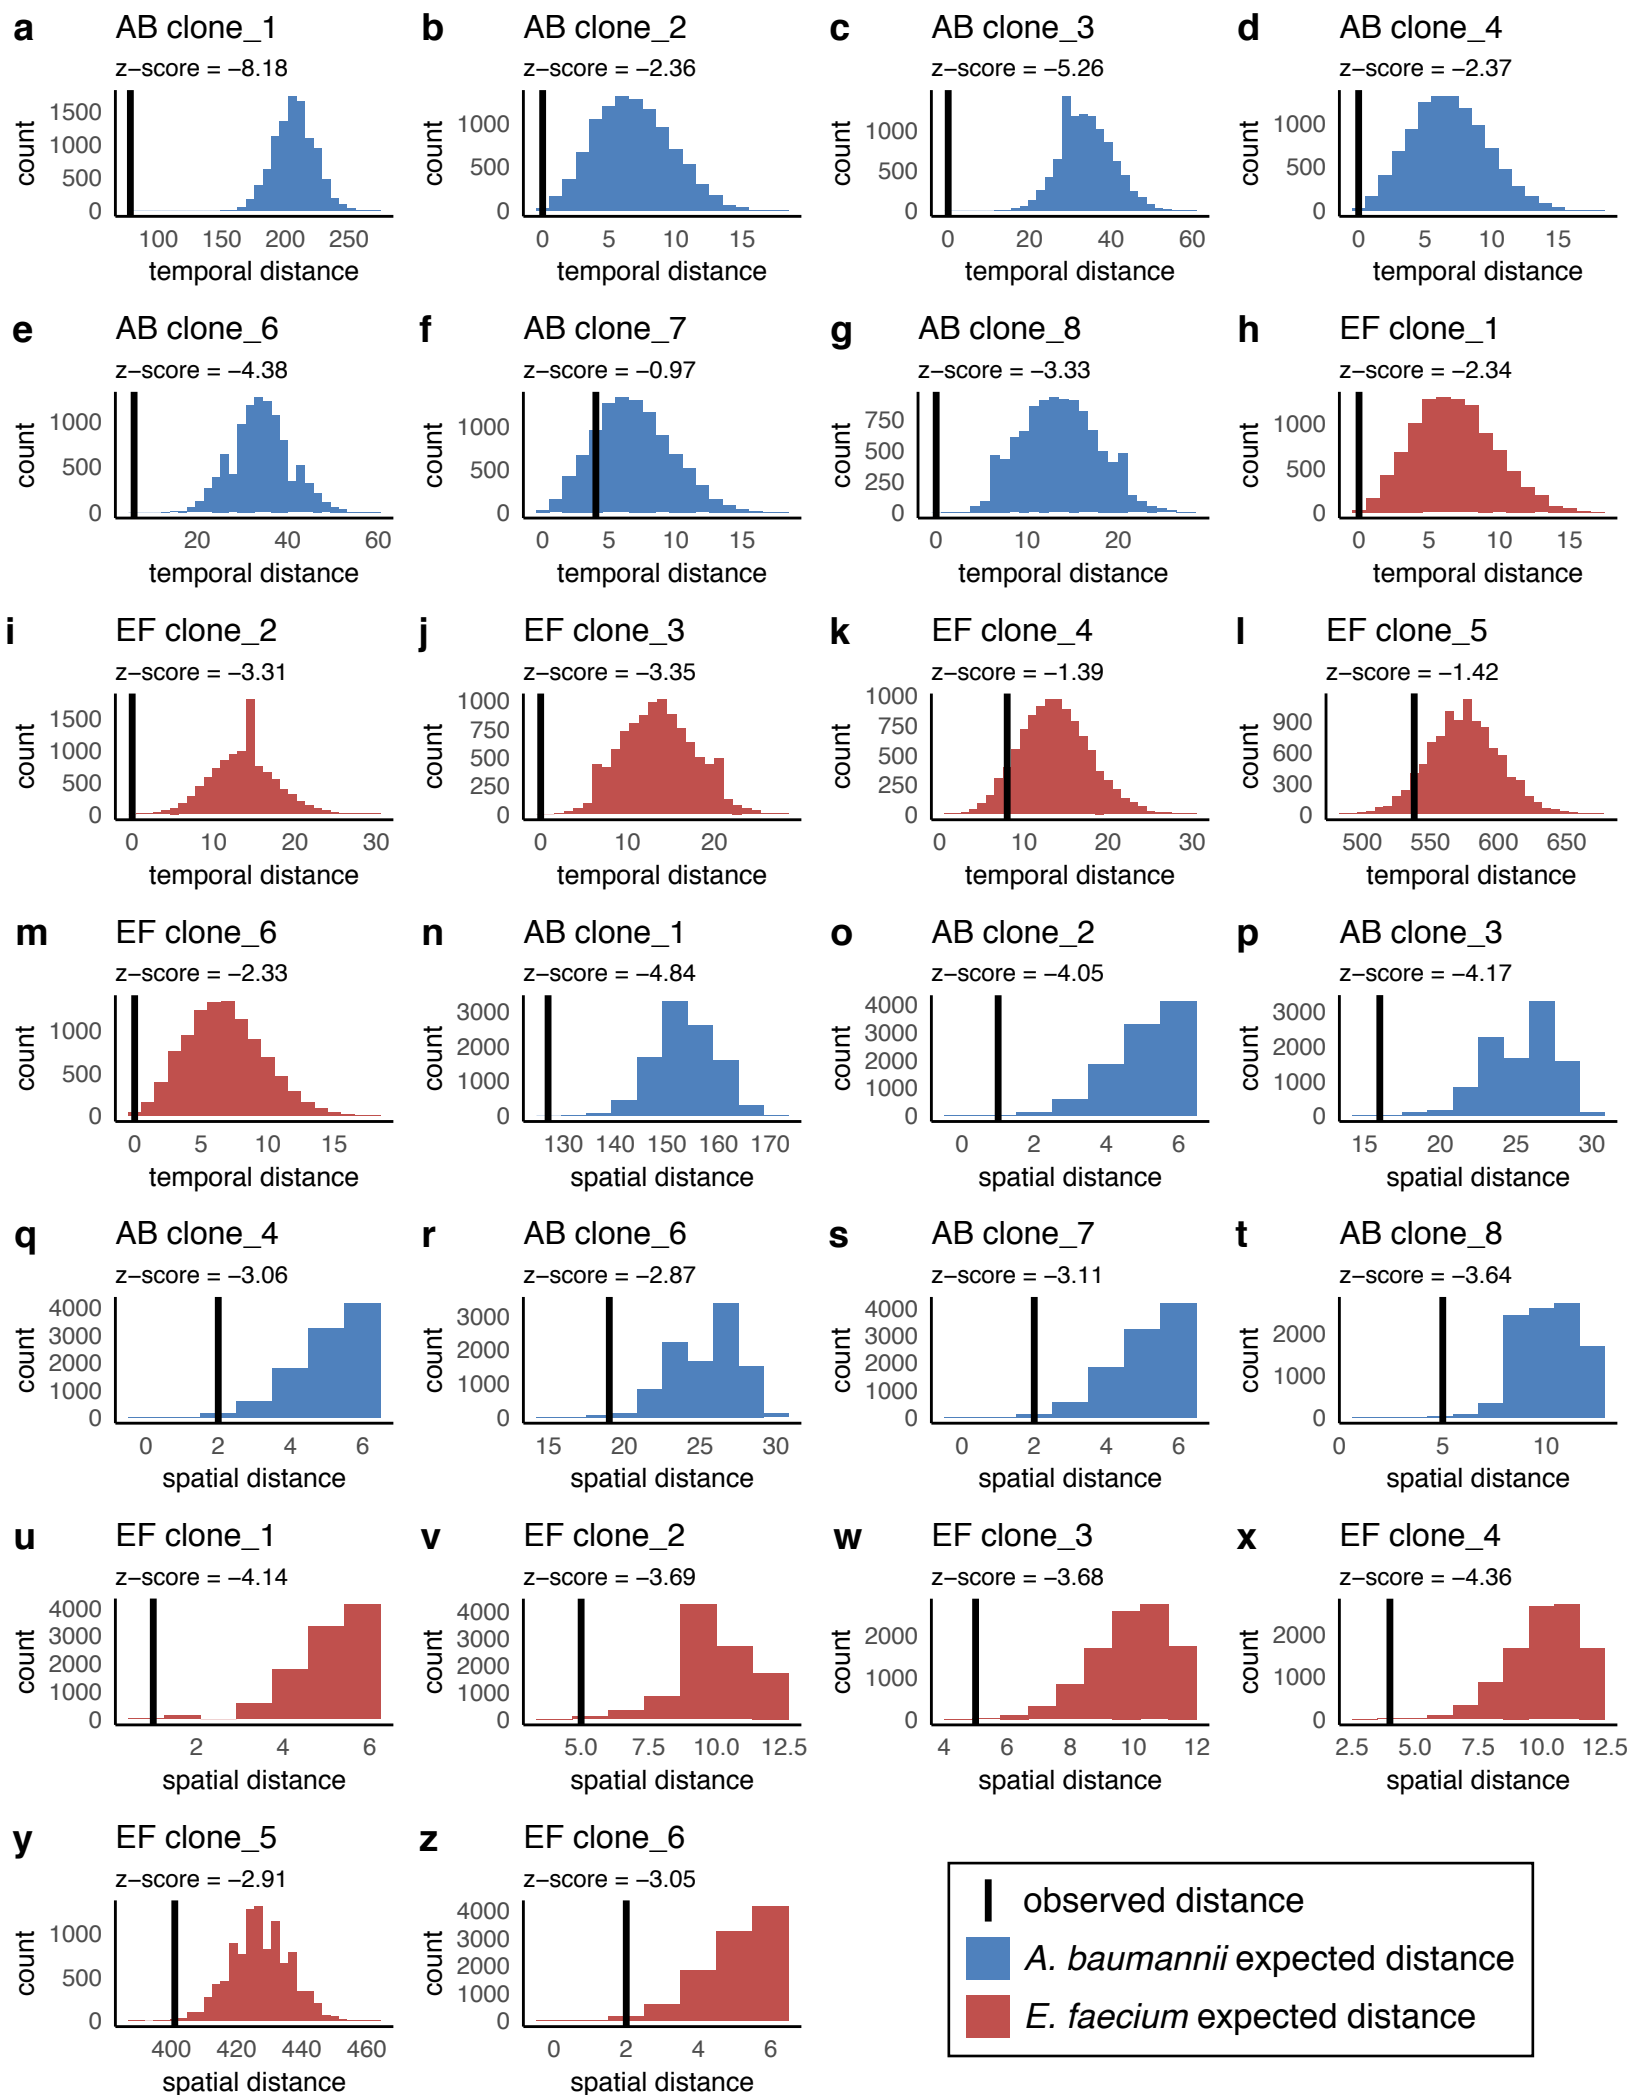 a AB clone_1
z−score = −8.18
count
1500
1000
500
0
100 150 200 250
temporal distance
b AB clone_2
z−score = −2.36
count
1000
500
0
0 5 10 15
temporal distance
c AB clone_3
z−score = −5.26
count
1000
500
0
0 20 40 60
temporal distance
d AB clone_4
z−score = −2.37
count
1000
500
0
0 5 10 15
temporal distance
e AB clone_6
z−score = −4.38
count
1000
500
0
20 40 60
temporal distance
f AB clone_7
z−score = −0.97
count
1000
500
0
0 5 10 15
temporal distance
g AB clone_8
z−score = −3.33
count
750
500
250
0
0 10 20
temporal distance
h EF clone_1
z−score = −2.34
count
1000
500
0
0 5 10 15
temporal distance
i EF clone_2
z−score = −3.31
count
1500
1000
500
0
0 10 20 30
temporal distance
j EF clone_3
z−score = −3.35
count
1000
750
500
250
0
0 10 20
temporal distance
k EF clone_4
z−score = −1.39
count
1000
750
500
250
0
0 10 20 30
temporal distance
l EF clone_5
z−score = −1.42
count
900
600
300
0
500 550 600 650
temporal distance
m EF clone_6
z−score = −2.33
count
1000
500
0
0 5 10 15
temporal distance
n AB clone_1
z−score = −4.84
count
3000
2000
1000
0
130 140 150 160 170
spatial distance
o AB clone_2
z−score = −4.05
count
4000
3000
2000
1000
0
0 2 4 6
spatial distance
p AB clone_3
z−score = −4.17
count
3000
2000
1000
0
15 20 25 30
spatial distance
q AB clone_4
z−score = −3.06
count
4000
3000
2000
1000
0
0 2 4 6
spatial distance
r AB clone_6
z−score = −2.87
count
3000
2000
1000
0
15 20 25 30
spatial distance
s AB clone_7
z−score = −3.11
count
4000
3000
2000
1000
0
0 2 4 6
spatial distance
t AB clone_8
z−score = −3.64
count
2000
1000
0
0 5 10
spatial distance
u EF clone_1
z−score = −4.14
count
4000
3000
2000
1000
0
2 4 6
spatial distance
v EF clone_2
z−score = −3.69
count
4000
3000
2000
1000
0
5.0 7.5 10.0 12.5
spatial distance
w EF clone_3
z−score = −3.68
count
2000
1000
0
4 6 8 10 12
spatial distance
x EF clone_4
z−score = −4.36
count
2000
1000
0
2.5 5.0 7.5 10.0 12.5
spatial distance
y EF clone_5
z−score = −2.91
count
1000
500
0
400 420 440 460
spatial distance
z EF clone_6
z−score = −3.05
count
4000
3000
2000
1000
0
0 2 4 6
spatial distance
observed distance
A. baumannii expected distance
E. faecium expected distance